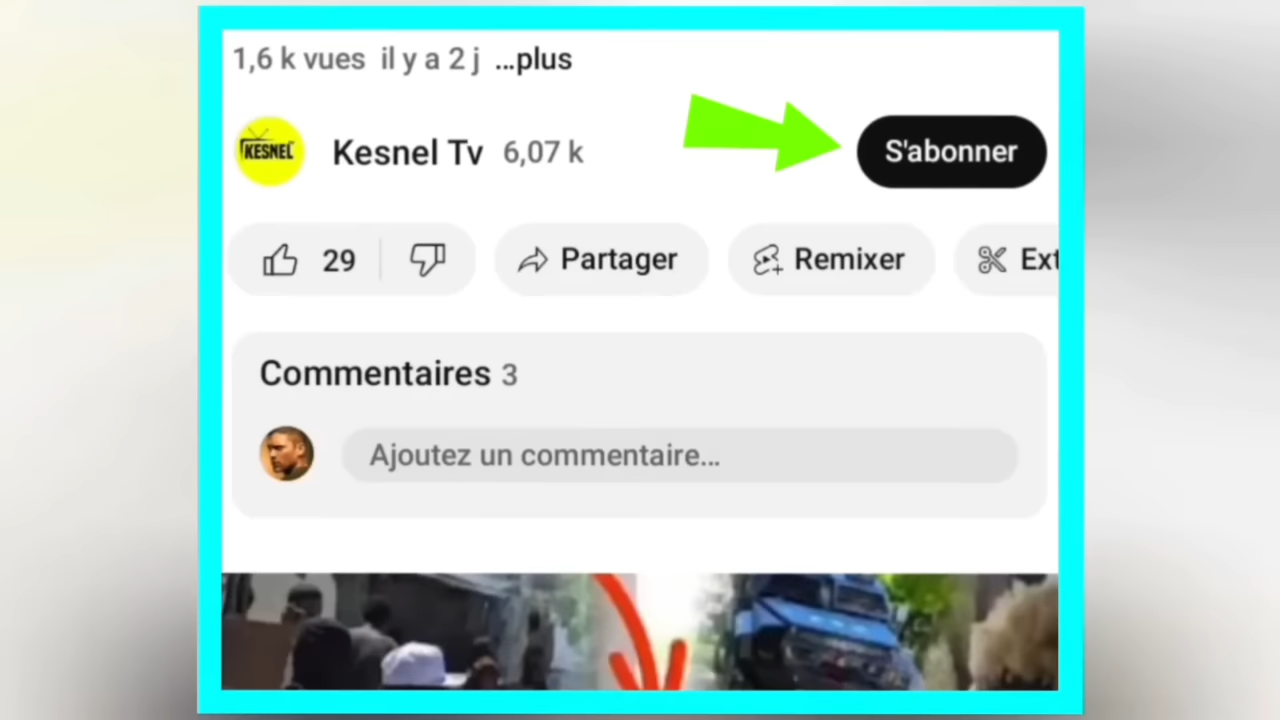 1,6 k vues il y a 2 j ...plus
KESNEL
Kesnel Tv 6,07 k
S'abonner
29
Partager
Remixer
Ext
Commentaires 3
Ajoutez un commentaire...